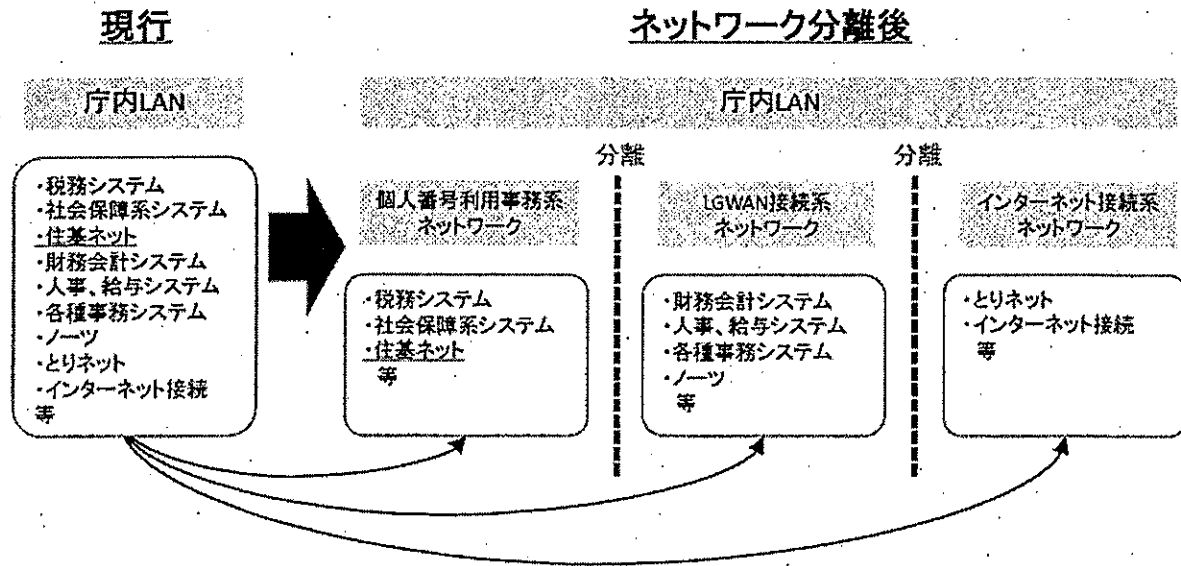 現行
ネットワーク分離後
庁内LAN
庁内LAN
・税務システム
・社会保障系システム
・住基ネット
・財務会計システム
・人事、給与システム
・各種事務システム
・ノーツ
・とりネット
・インターネット接続
等
分離
分離
個人番号利用事務系
ネットワーク
・税務システム
・社会保障系システム
・住基ネット
等
LGWAN接続系
ネットワーク
・財務会計システム
・人事、給与システム
・各種事務システム
・ノーツ
等
インターネット接続系
ネットワーク
・とりネット
・インターネット接続
等